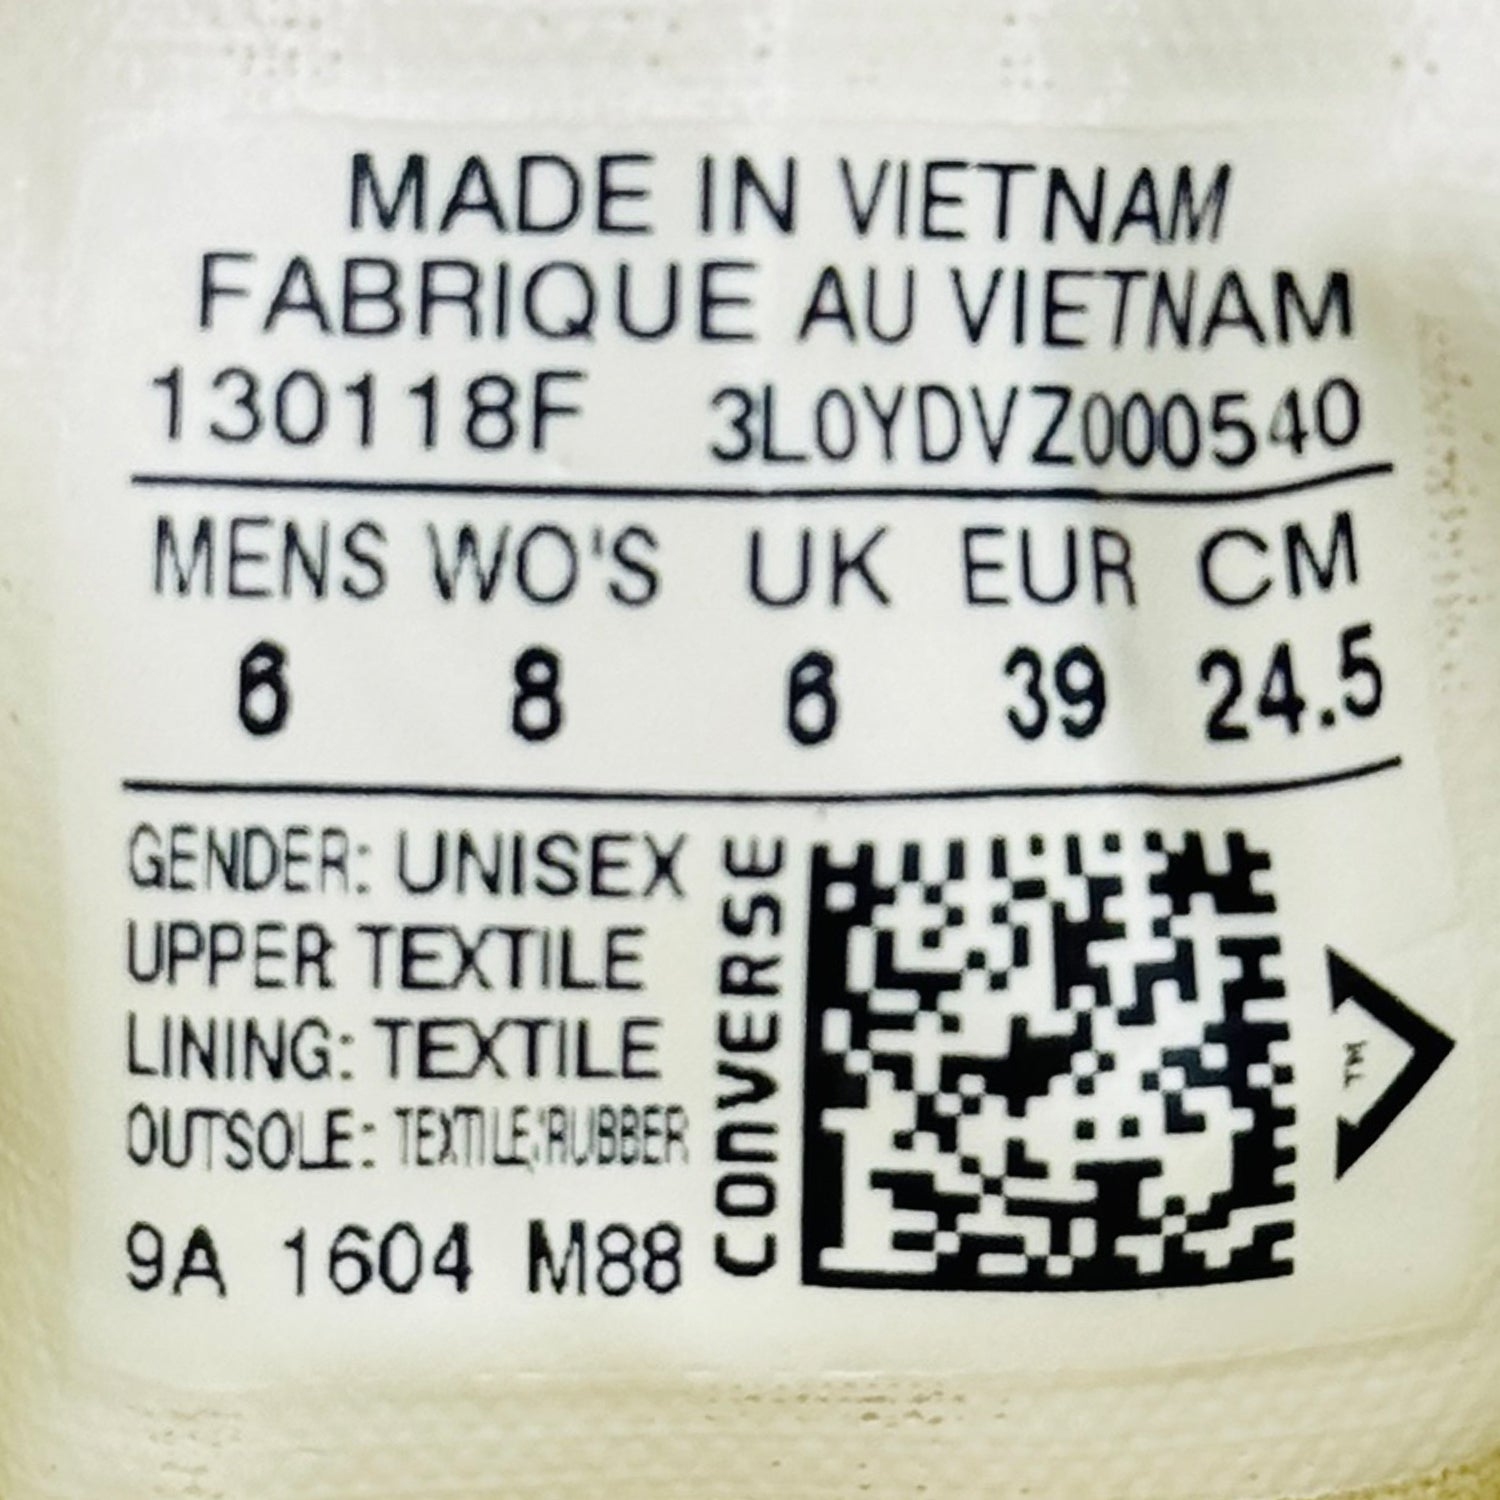 MADE IN VIETNAM
FABRIQUE AU VIETNAM
130118F 3L0YDVZ000540
MENS WO'S UK EUR CM
6 8 6 39 24.5
GENDER: UNISEX
UPPER TEXTILE
LINING: TEXTILE
OUTSOLE: TEXTILE/RUBBER
9A 1604 M88
CONVERSE
TM